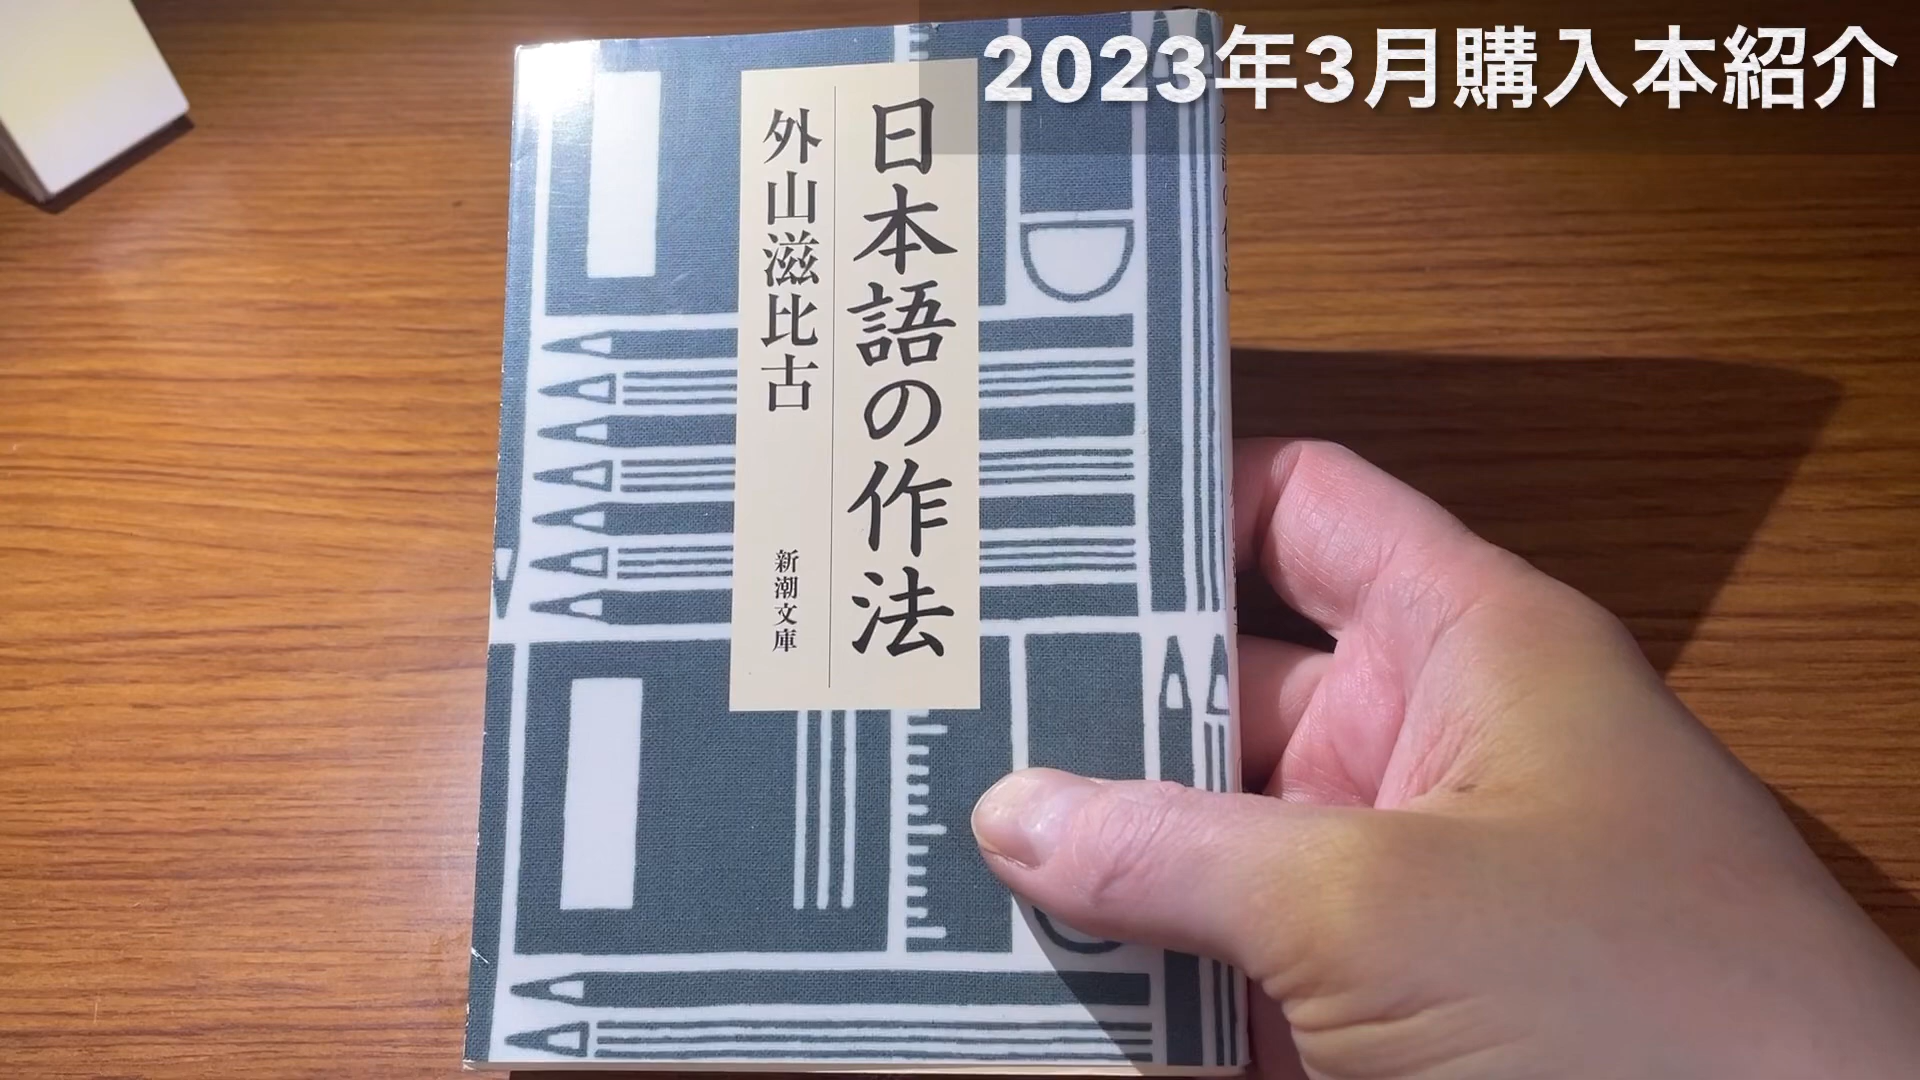 2023年3月購入本紹介
日本語の作法
外山滋比古
新潮文庫